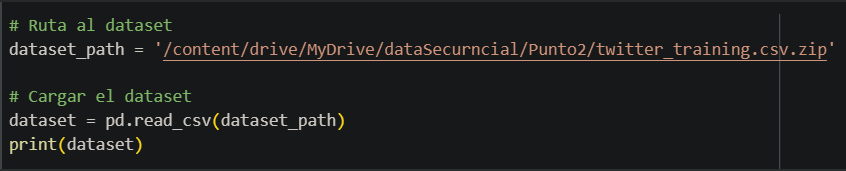 # Ruta al dataset
dataset_path = '/content/drive/MyDrive/dataSecurncial/Punto2/twitter_training.csv.zip'
# Cargar el dataset
dataset = pd.read_csv(dataset_path)
print(dataset)